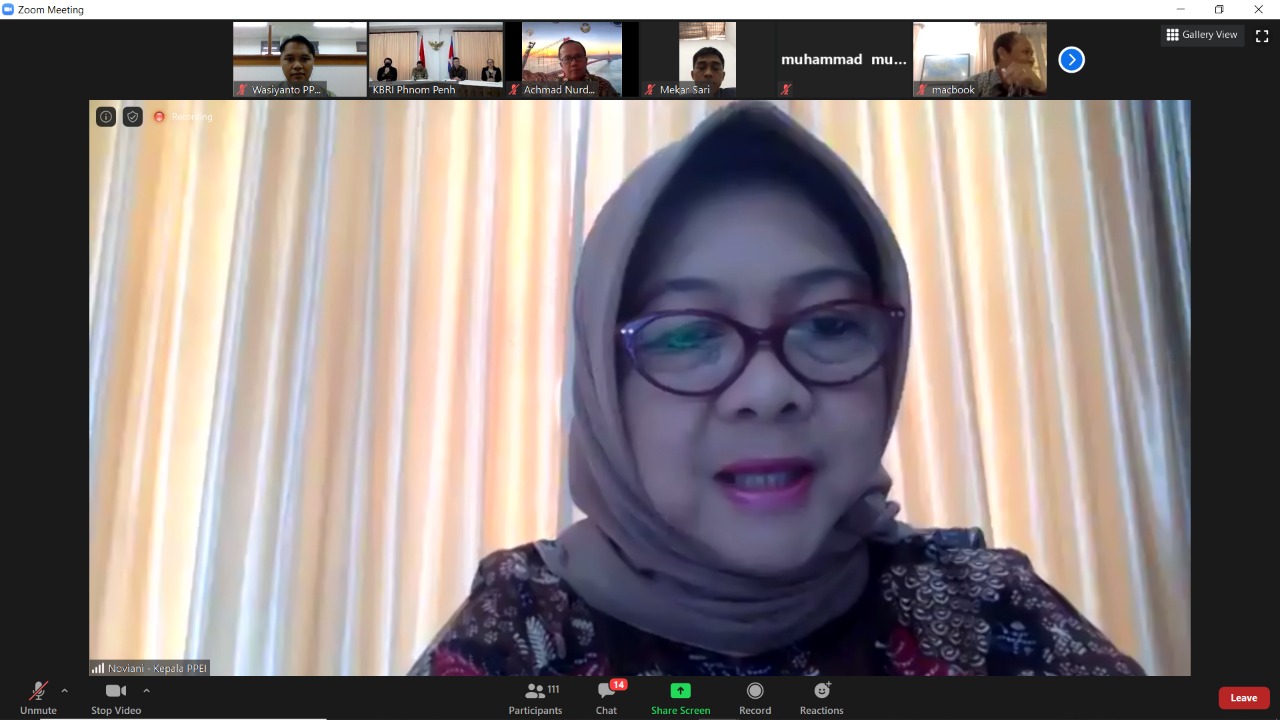 Zoom Meeting
Wasiyanto PP...
KBRI Phnom Penh
Achmad Nurd...
Mekar Sari
muhammad mu...
macbook
Gallery View
Recording
Noviani - Kepala PPEI
Unmute
Stop Video
Participants
111
Chat
14
Share Screen
Record
Reactions
Leave